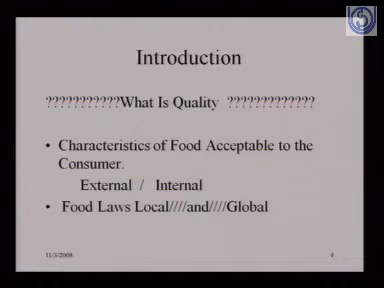 Introduction
???????????What Is Quality ?????????????
• Characteristics of Food Acceptable to the
Consumer.
External / Internal
• Food Laws Local////and////Global
11/3/2008